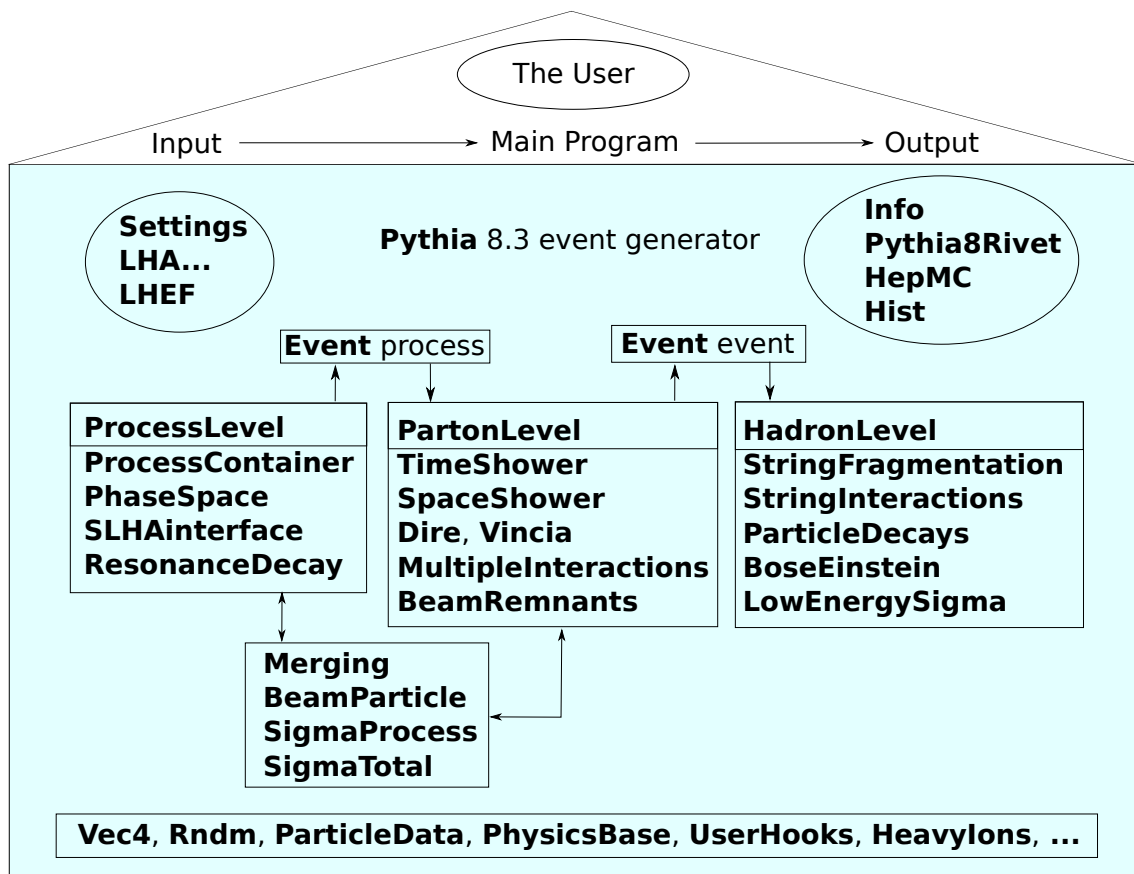 The User
Input
Main Program
Output
Settings
LHA...
LHEF
Pythia 8.3 event generator
Info
Pythia8Rivet
HepMC
Hist
Event process
Event event
ProcessLevel
ProcessContainer
PhaseSpace
SLHAinterface
ResonanceDecay
PartonLevel
TimeShower
SpaceShower
Dire, Vincia
MultipleInteractions
BeamRemnants
HadronLevel
StringFragmentation
StringInteractions
ParticleDecays
BoseEinstein
LowEnergySigma
Merging
BeamParticle
SigmaProcess
SigmaTotal
Vec4, Rndm, ParticleData, PhysicsBase, UserHooks, HeavyIons, ...